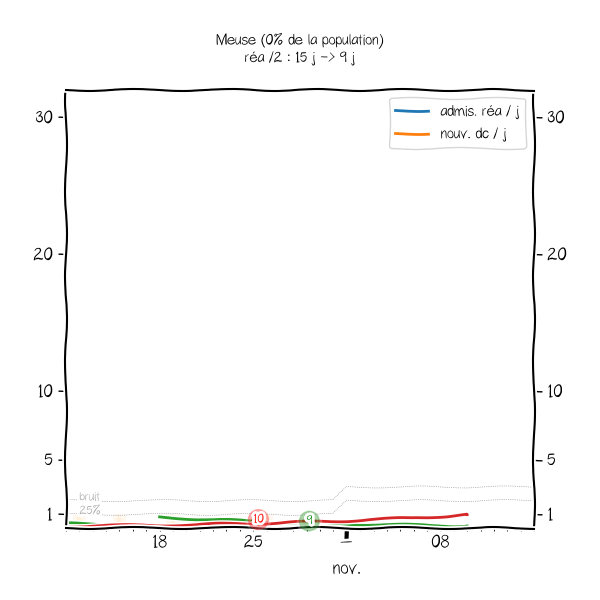 Meuse (0% de la population)
réa /2 : 15 j -> 9 j
admis. réa / j
nouv. dc / j
30
30
20
20
10
10
5
5
bruit
25%
1
1
10
9
18
25
1
08
nov.